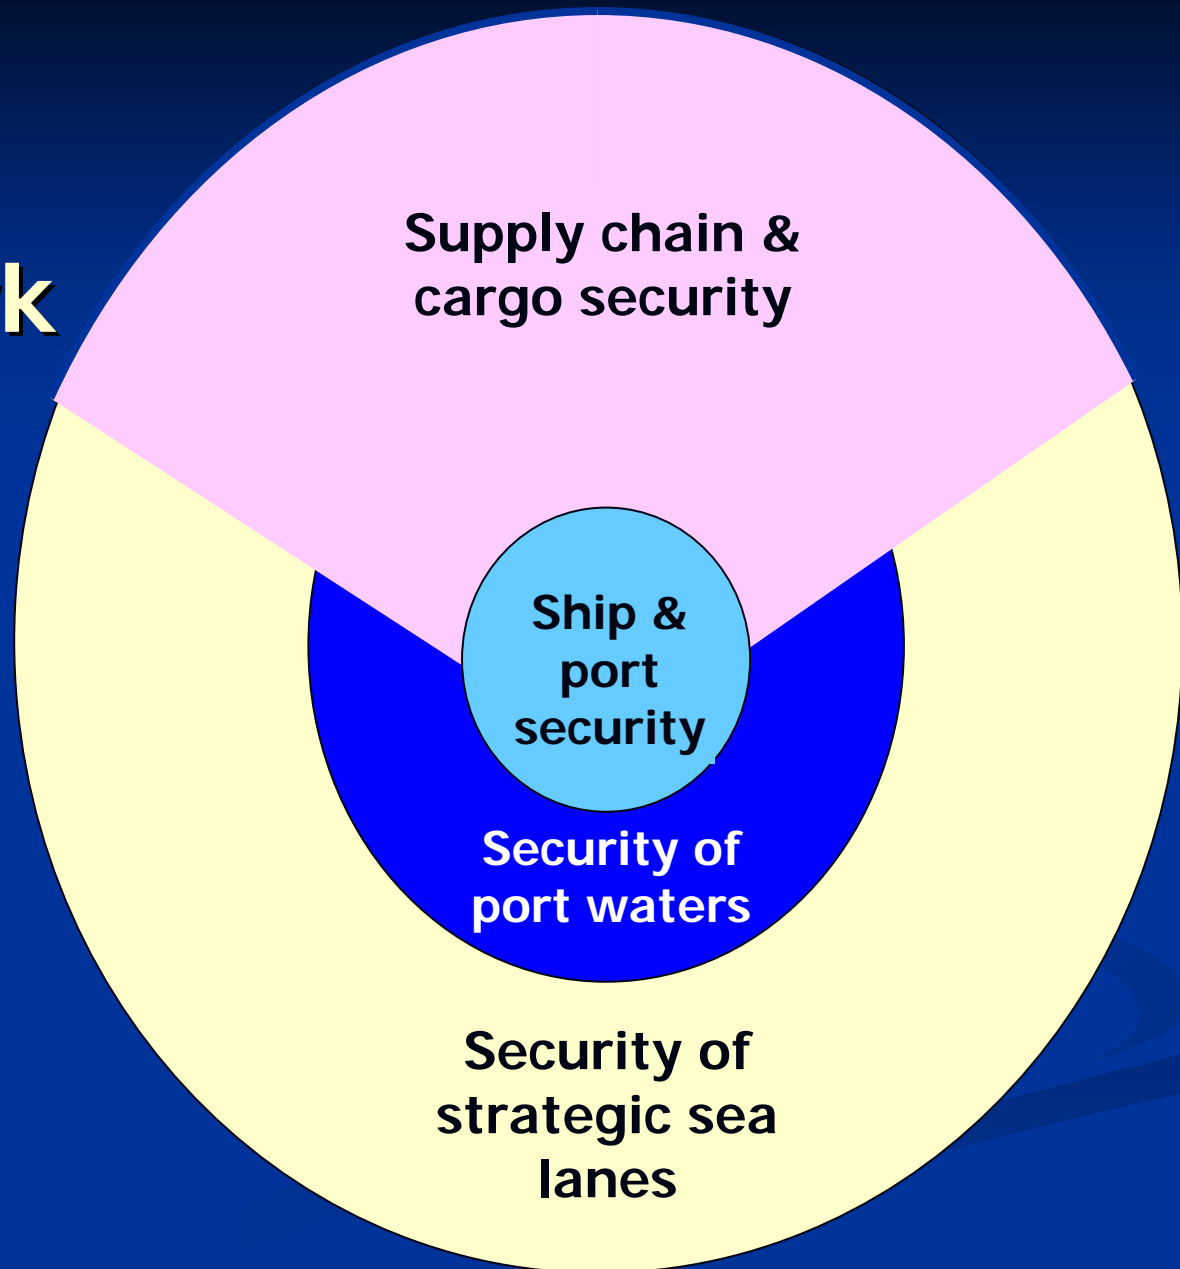 Supply chain &
cargo security
k
Ship &
port
security
Security of
port waters
Security of
strategic sea
lanes